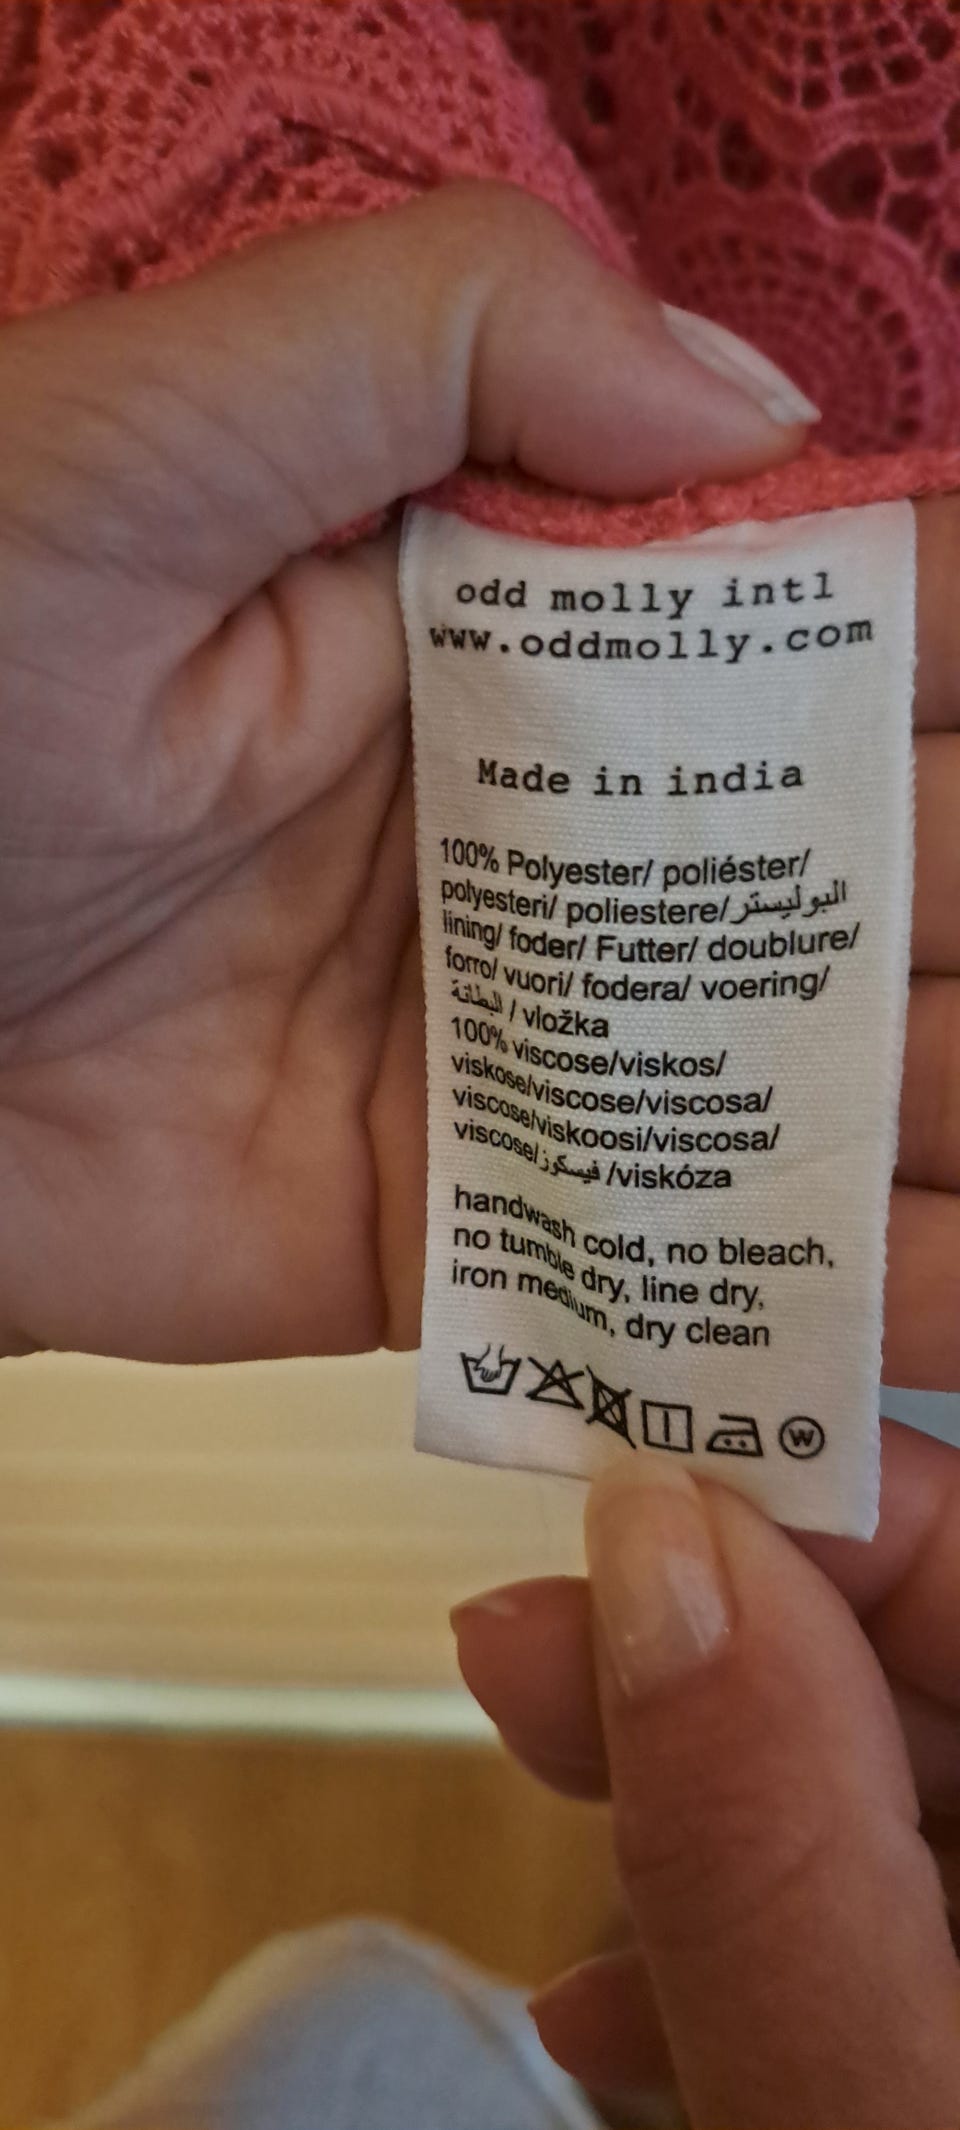 odd molly intl
www.oddmolly.com
Made in india
100% Polyester/ poliéster/
polyesteri/ poliestere/البوليستر
lining/ foder/ Futter/ doublure/
forro/ vuori/ fodera/ voering/
البطانة / vložka
100% viscose/viskos/
viskose/viscose/viscosa/
viscose/viskoosi/viscosa/
viscose/فيسكوز /viskóza
handwash cold, no bleach,
no tumble dry, line dry,
iron medium, dry clean
W